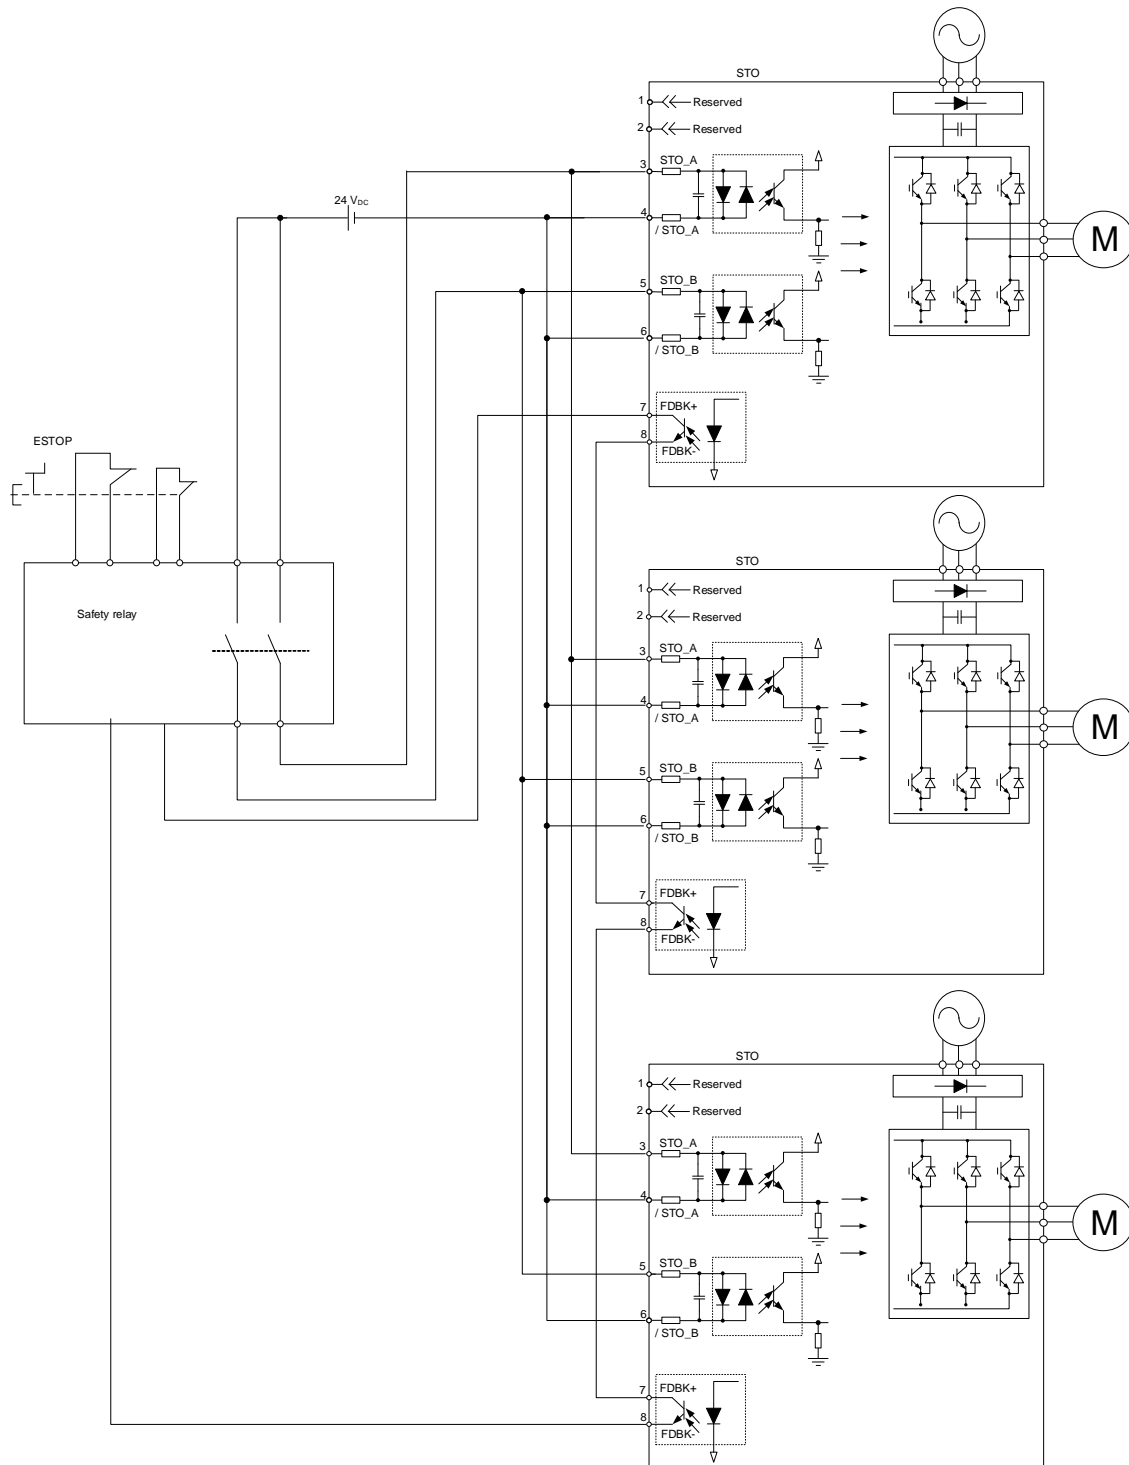 STO
1 Reserved
2 Reserved
3 STO_A
24 VDC
4
/ STO_A
5 STO_B
6
/ STO_B
7 FDBK+
8
FDBK-
M
ESTOP
Safety relay
STO
1 Reserved
2 Reserved
3 STO_A
4
/ STO_A
5 STO_B
6
/ STO_B
7 FDBK+
8
FDBK-
M
STO
1 Reserved
2 Reserved
3 STO_A
4
/ STO_A
5 STO_B
6
/ STO_B
7 FDBK+
8
FDBK-
M